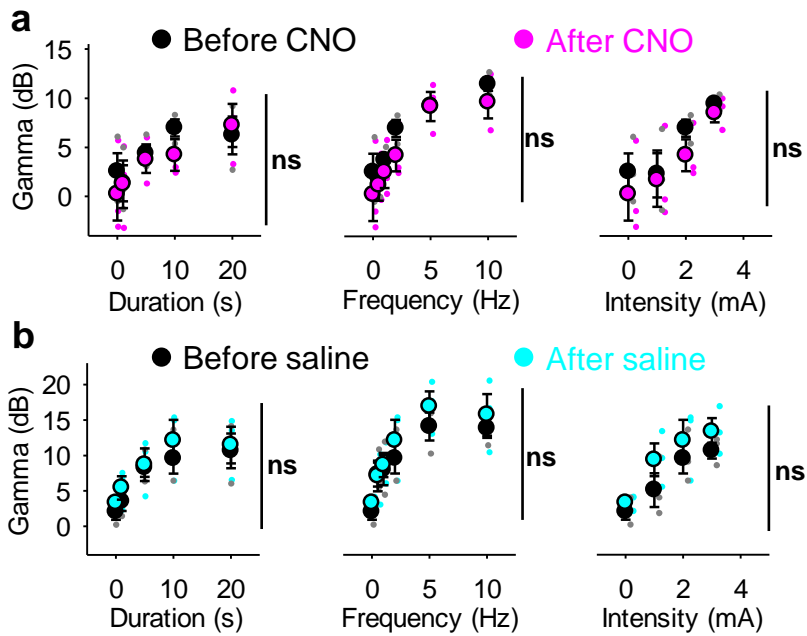 a
Before CNO
After CNO
Gamma (dB)
15
10
5
0
ns
ns
ns
0 10 20
0 5 10
0 2 4
Duration (s)
Frequency (Hz)
Intensity (mA)
b
Before saline
After saline
Gamma (dB)
20
15
10
5
0
ns
ns
ns
0 10 20
0 5 10
0 2 4
Duration (s)
Frequency (Hz)
Intensity (mA)